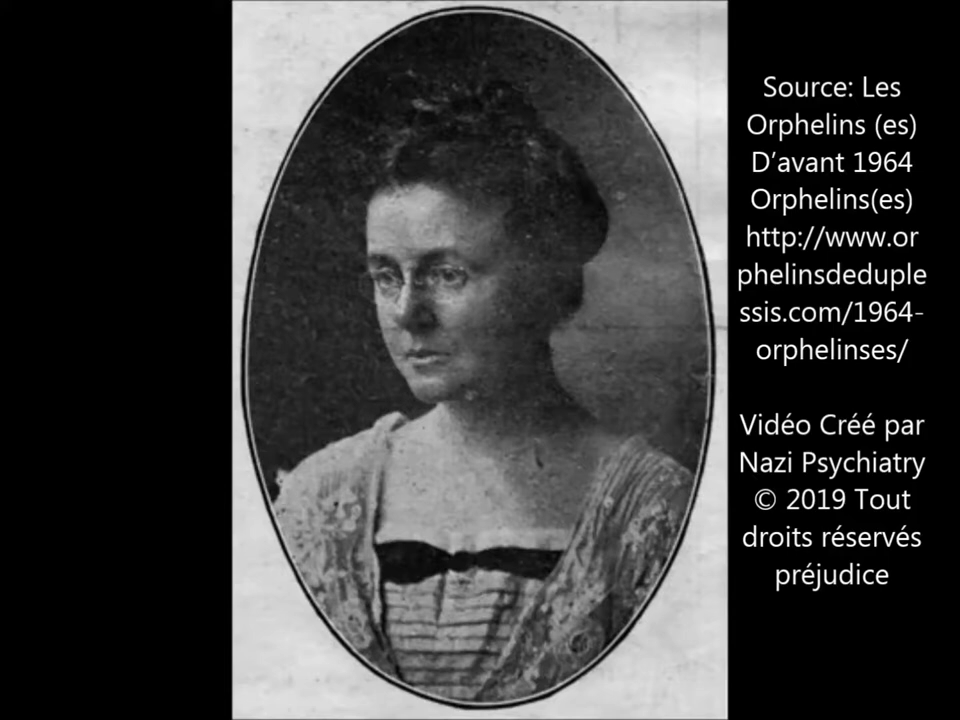 Source: Les
Orphelins (es)
D'avant 1964
Orphelins(es)
http://www.or
phelinsdeduple
ssis.com/1964-
orphelinses/
Vidéo Créé par
Nazi Psychiatry
© 2019 Tout
droits réservés
préjudice